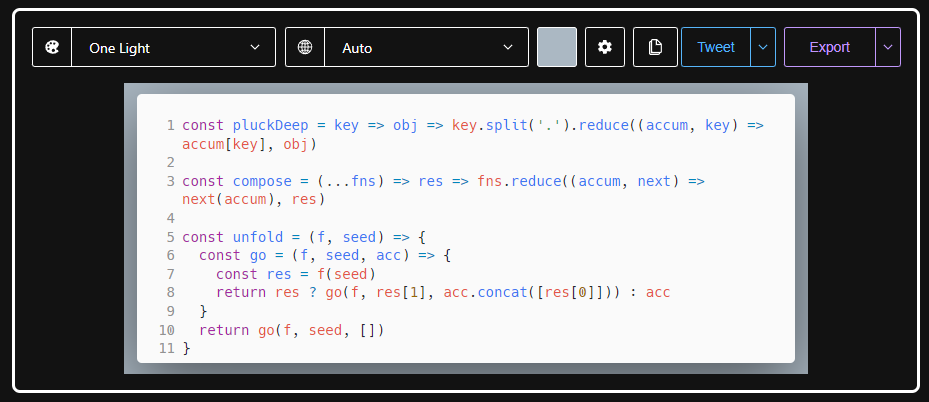 One Light
Auto
Tweet
Export
1 const pluckDeep = key => obj => key.split('.').reduce((accum, key) =>
accum[key], obj)
2
3 const compose = (...fns) => res => fns.reduce((accum, next) =>
next(accum), res)
4
5 const unfold = (f, seed) => {
6   const go = (f, seed, acc) => {
7     const res = f(seed)
8     return res ? go(f, res[1], acc.concat([res[0]])) : acc
9   }
10   return go(f, seed, [])
11 }